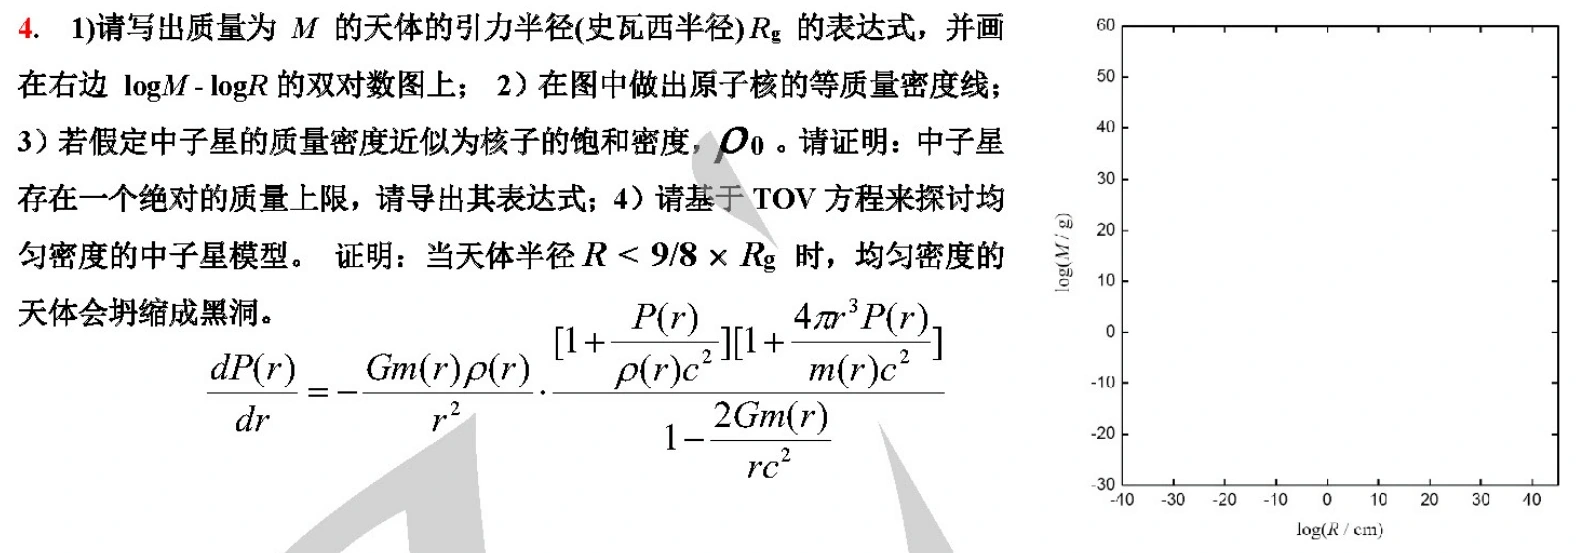 4. 1)请写出质量为 M 的天体的引力半径(史瓦西半径)Rg 的表达式，并画
在右边 logM - logR 的双对数图上； 2）在图中做出原子核的等质量密度线；
3）若假定中子星的质量密度近似为核子的饱和密度，ρ0 。请证明：中子星
存在一个绝对的质量上限，请导出其表达式；4）请基于 TOV 方程来探讨均
匀密度的中子星模型。 证明：当天体半径 R < 9/8 × Rg 时，均匀密度的
天体会坍缩成黑洞。
dP(r)/dr = - Gm(r)ρ(r)/r² · [1+P(r)/ρ(r)c²][1+4πr³P(r)/m(r)c²]/1-2Gm(r)/rc²
60
50
40
30
20
10
0
-10
-20
-30
log(M / g)
-10 -30 -20 -10 0 10 20 30 40
log(R / cm)